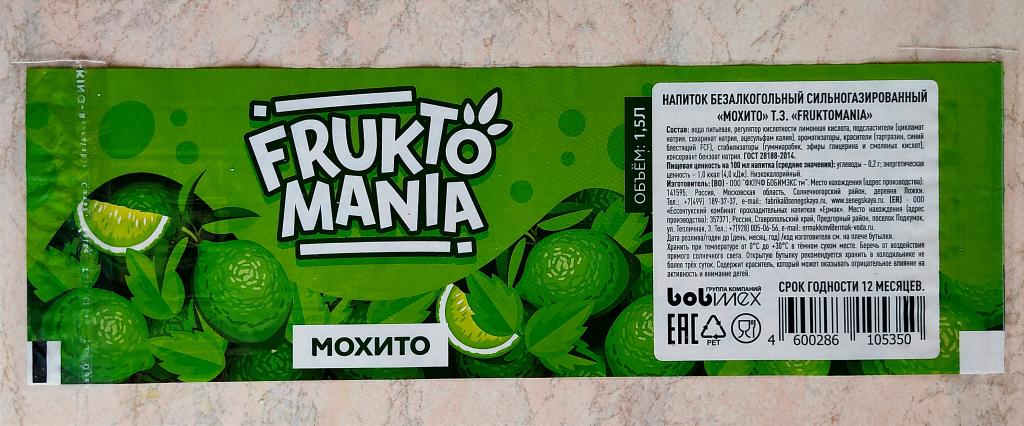 FRUKTO
MANIA
МОХИТО
ОБЪЁМ: 1,5Л
НАПИТОК БЕЗАЛКОГОЛЬНЫЙ СИЛЬНОГАЗИРОВАННЫЙ
«МОХИТО» Т.З. «FRUKTOMANIA»
Состав: вода питьевая, регулятор кислотности лимонная кислота, подсластители (цикламат
натрия, сахаринат натрия, ацесульфам калия), ароматизаторы, красители (тартразин, синий
блестящий FCF), стабилизаторы (гуммиарабик, эфиры глицерина и смоляных кислот),
консервант бензоат натрия. ГОСТ 28188-2014.
Пищевая ценность на 100 мл напитка (средние значения): углеводы – 0,2 г; энергетическая
ценность – 1,0 ккал (4,0 кДж). Низкокалорийный.
Изготовитель: (ВО) - ООО "ФКПЧФ БОБИМЭКС тм". Место нахождения (адрес производства):
141595, Россия, Московская область, Солнечногорский район, деревня Ложки.
Тел.: +7(499) 189-37-37, e-mail: fabrika@senegskaya.ru, www.senegskaya.ru. (ER) - ООО
«Ессентукский комбинат прохладительных напитков «Ермак». Место нахождения (адрес
производства): 357371, Россия, Ставропольский край, Предгорный район, поселок Подкумок,
ул. Тепличная, 3. Тел.: +7(928) 005-06-56, e-mail: ermakkmv@ermak-voda.ru.
Дата розлива/годен до (день, месяц, год) /код изготовителя см. на плече бутылки.
Хранить при температуре от 0°С до +30°С в тёмном сухом месте. Беречь от воздействия
прямого солнечного света. Открытую бутылку рекомендуется хранить в холодильнике не
более трёх суток. Содержит краситель, который может оказывать отрицательное влияние на
активность и внимание детей.
ГРУППА КОМПАНИЙ
bobimex
СРОК ГОДНОСТИ 12 МЕСЯЦЕВ.
EAC
PET
4 600286 105350